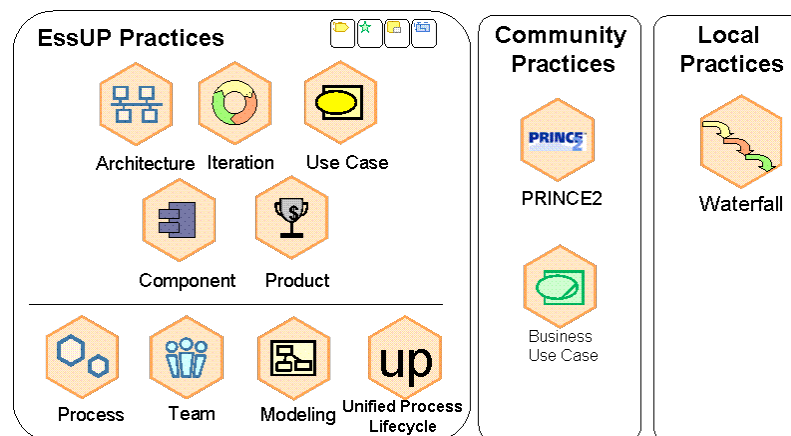 EssUP Practices
Architecture
Iteration
Use Case
Component
Product
Process
Team
Modeling
up
Unified Process
Lifecycle
Community
Practices
PRINCE2
PRINCE2
Business
Use Case
Local
Practices
Waterfall